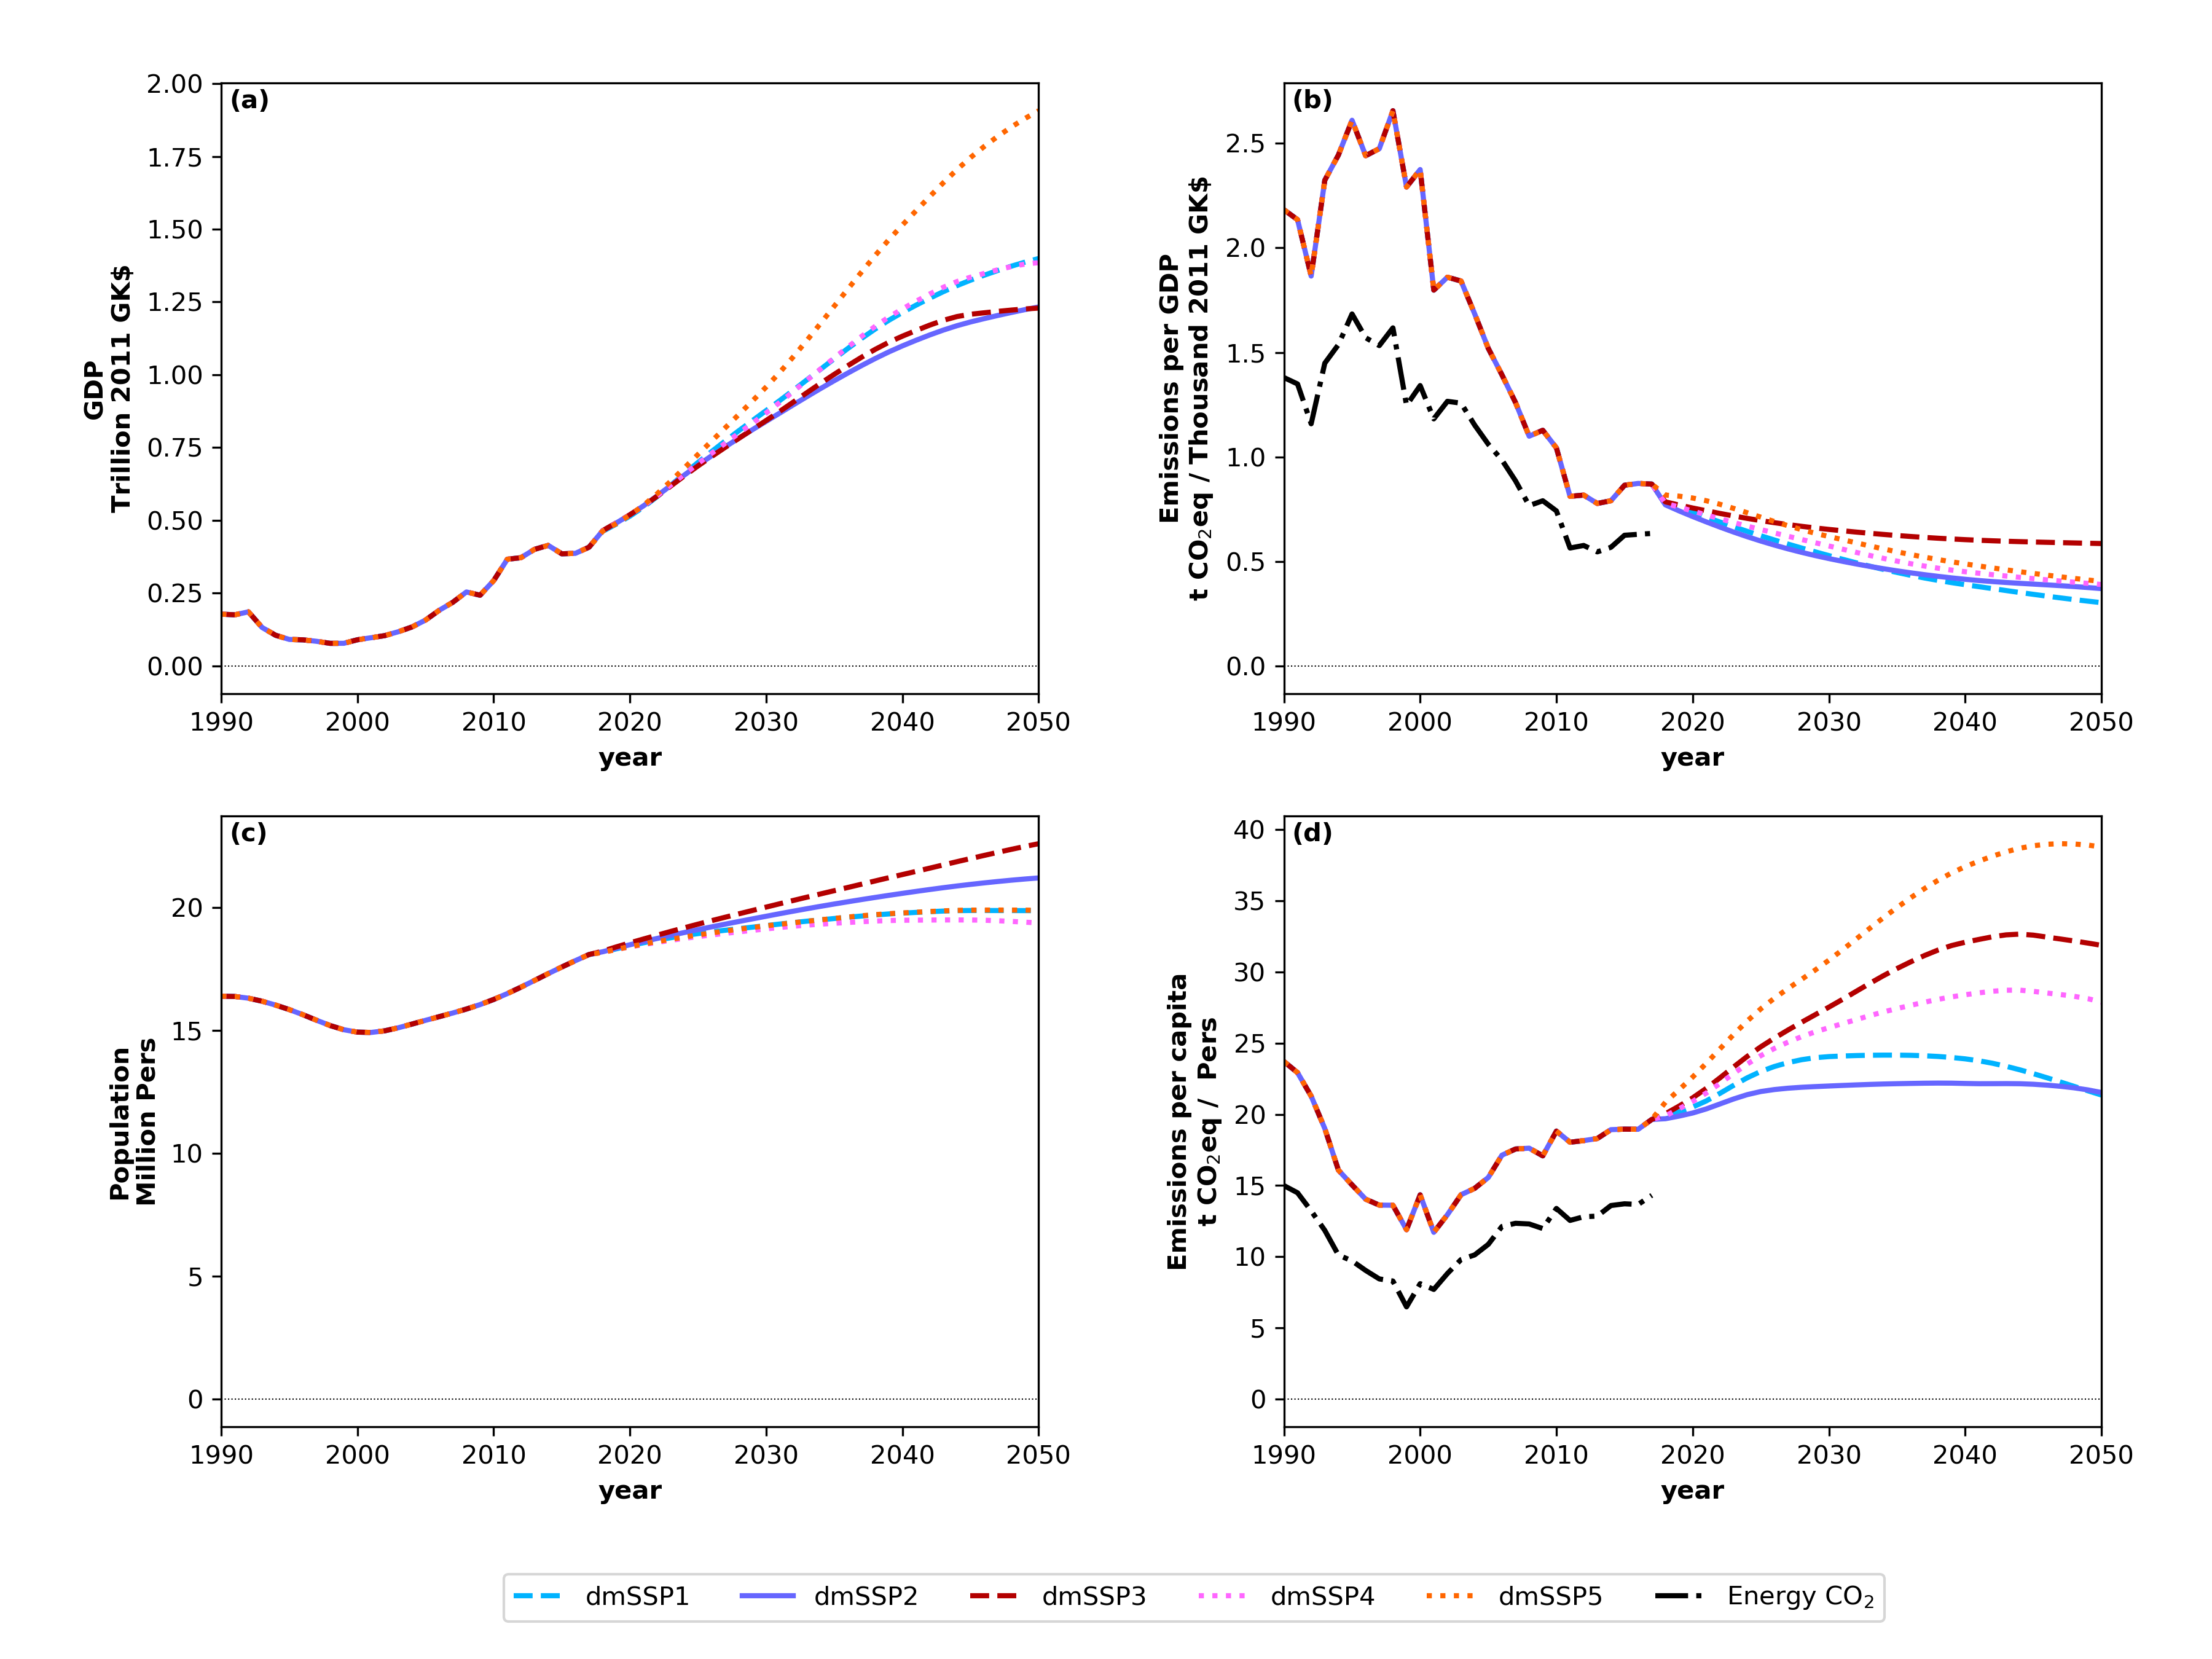 (a)
2.00
1.75
1.50
1.25
1.00
0.75
0.50
0.25
0.00
GDP
Trillion 2011 GK$
1990 2000 2010 2020 2030 2040 2050
year
(b)
2.5
2.0
1.5
1.0
0.5
0.0
Emissions per GDP
t CO₂eq / Thousand 2011 GK$
1990 2000 2010 2020 2030 2040 2050
year
(c)
20
15
10
5
0
Population
Million Pers
1990 2000 2010 2020 2030 2040 2050
year
(d)
40
35
30
25
20
15
10
5
0
Emissions per capita
t CO₂eq / Pers
1990 2000 2010 2020 2030 2040 2050
year
dmSSP1 dmSSP2 dmSSP3 dmSSP4 dmSSP5 Energy CO₂